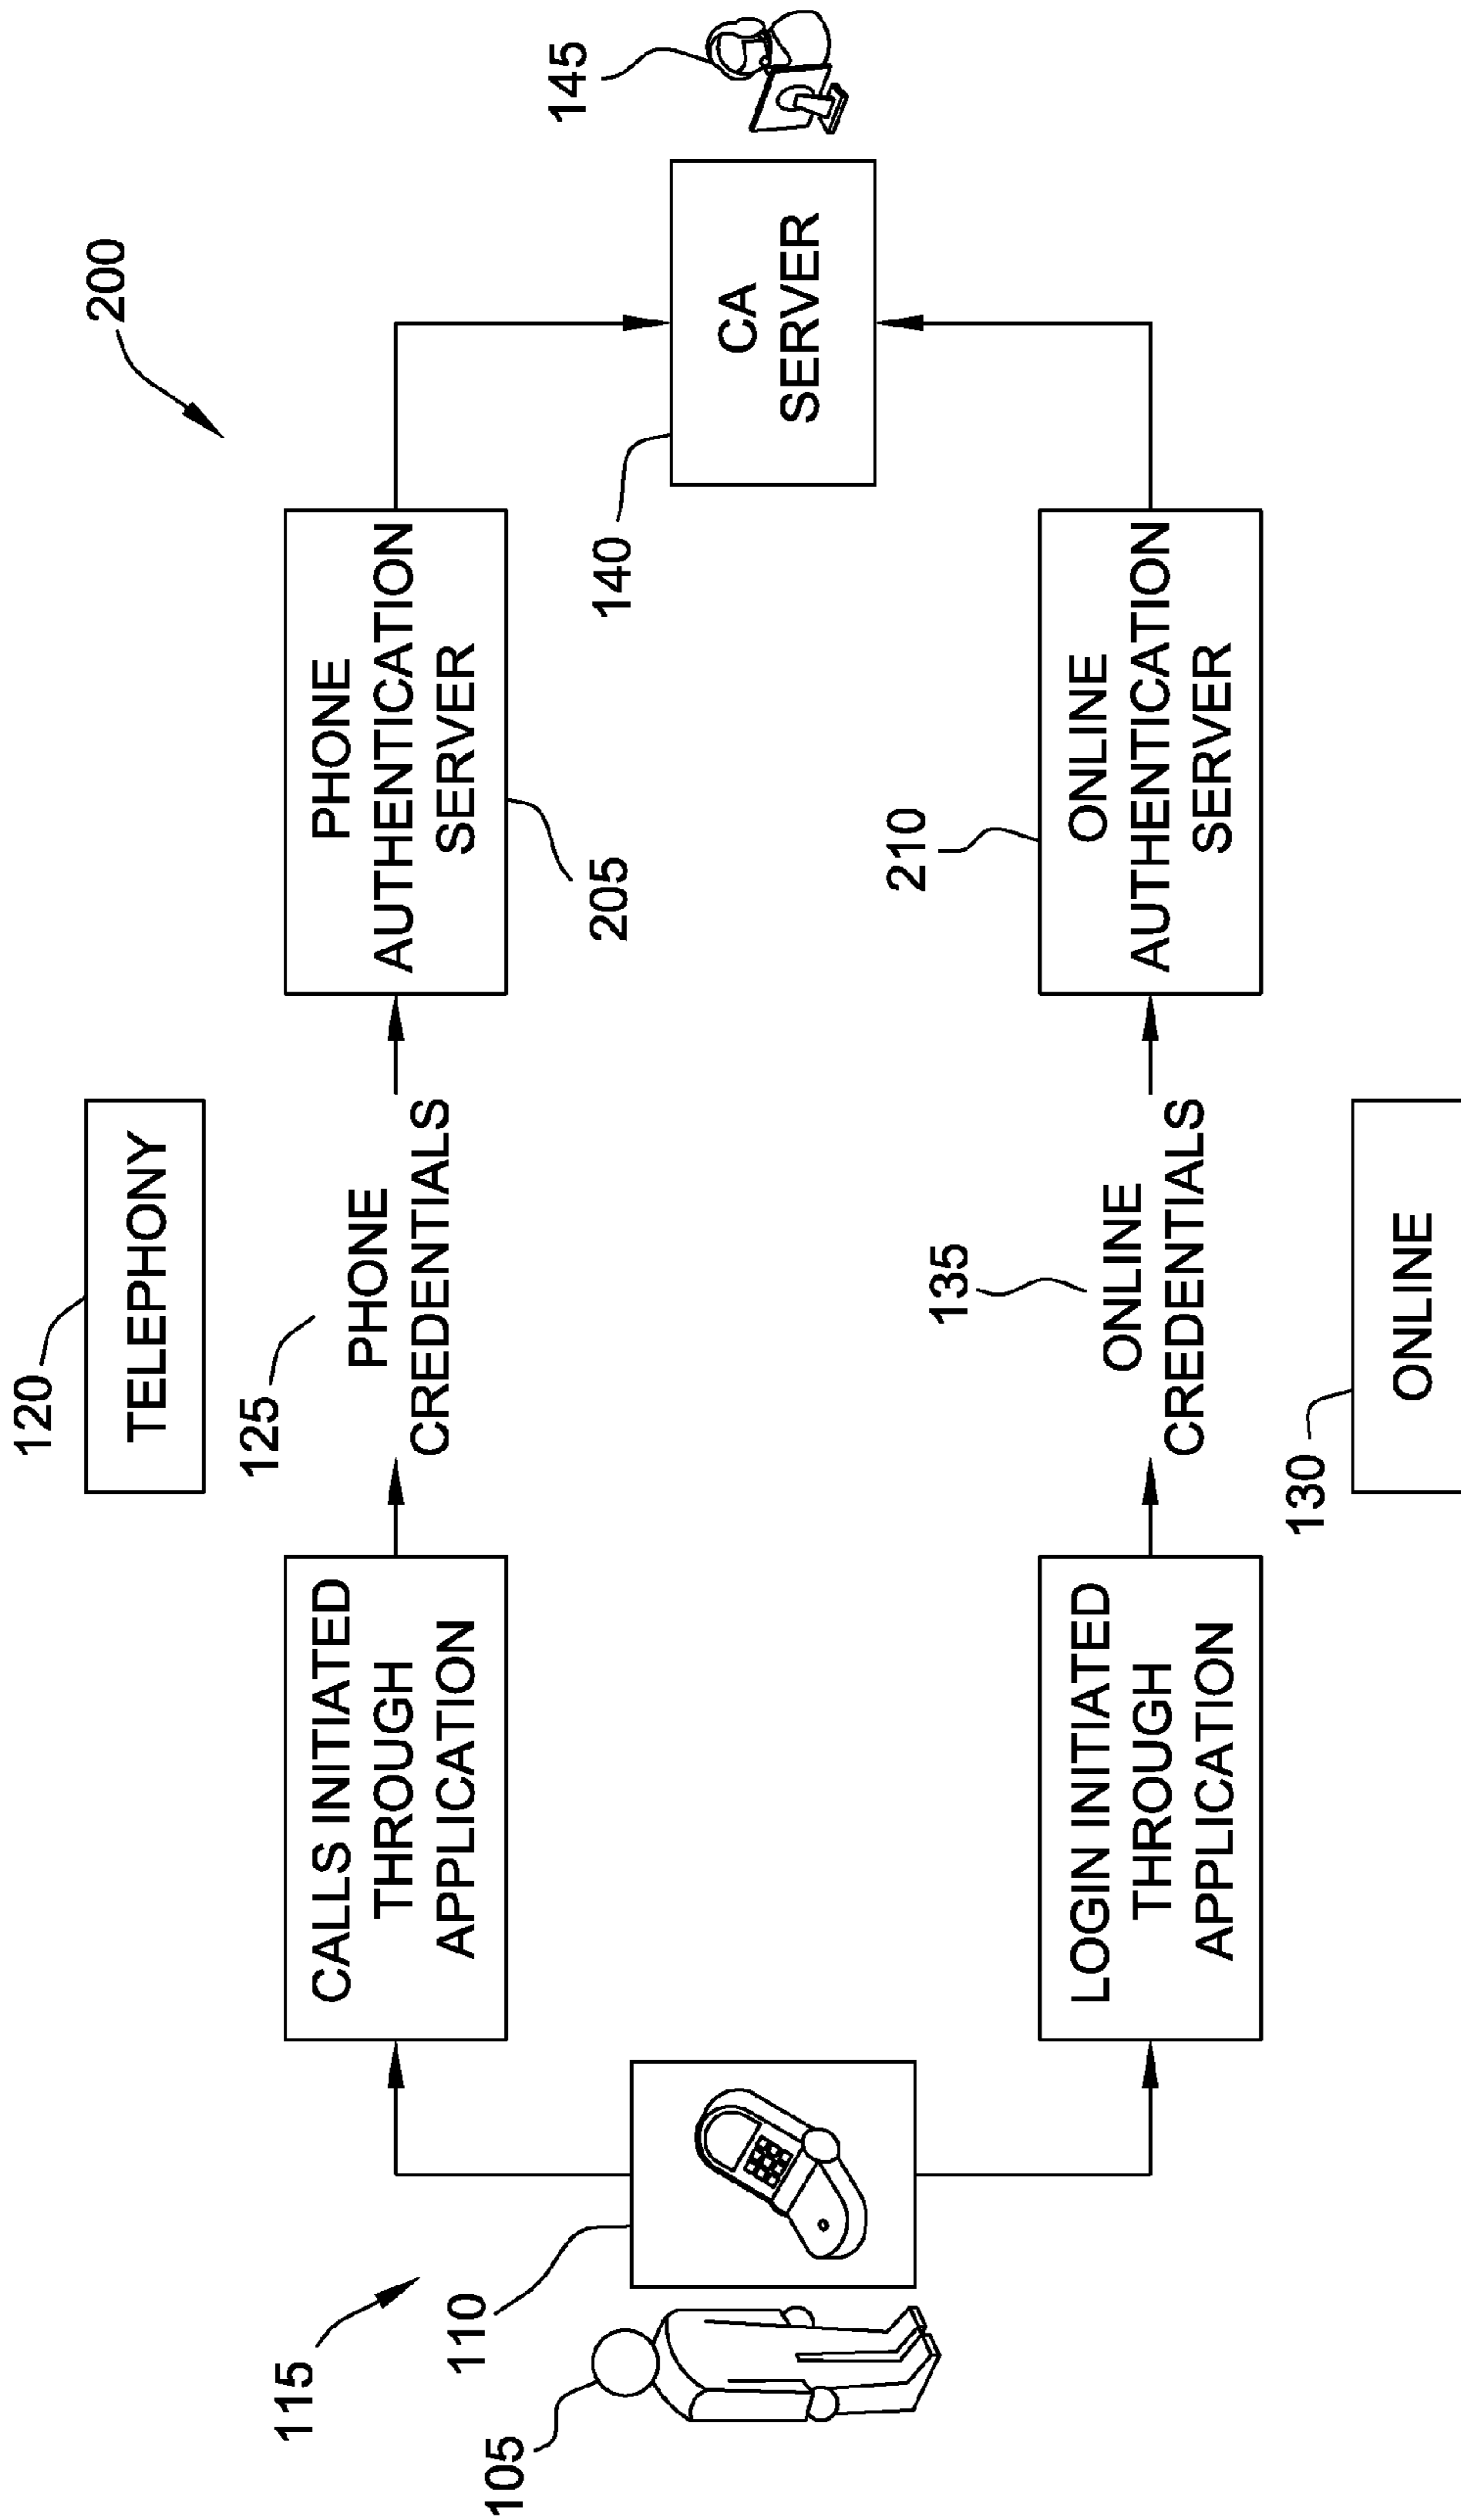 120
TELEPHONY
200
115
CALLS INITIATED
THROUGH
APPLICATION
125
PHONE
CREDENTIALS
PHONE
AUTHENTICATION
SERVER
205
105
110
140
CA
SERVER
145
LOGIN INITIATED
THROUGH
APPLICATION
135
ONLINE
CREDENTIALS
210
ONLINE
AUTHENTICATION
SERVER
130
ONLINE